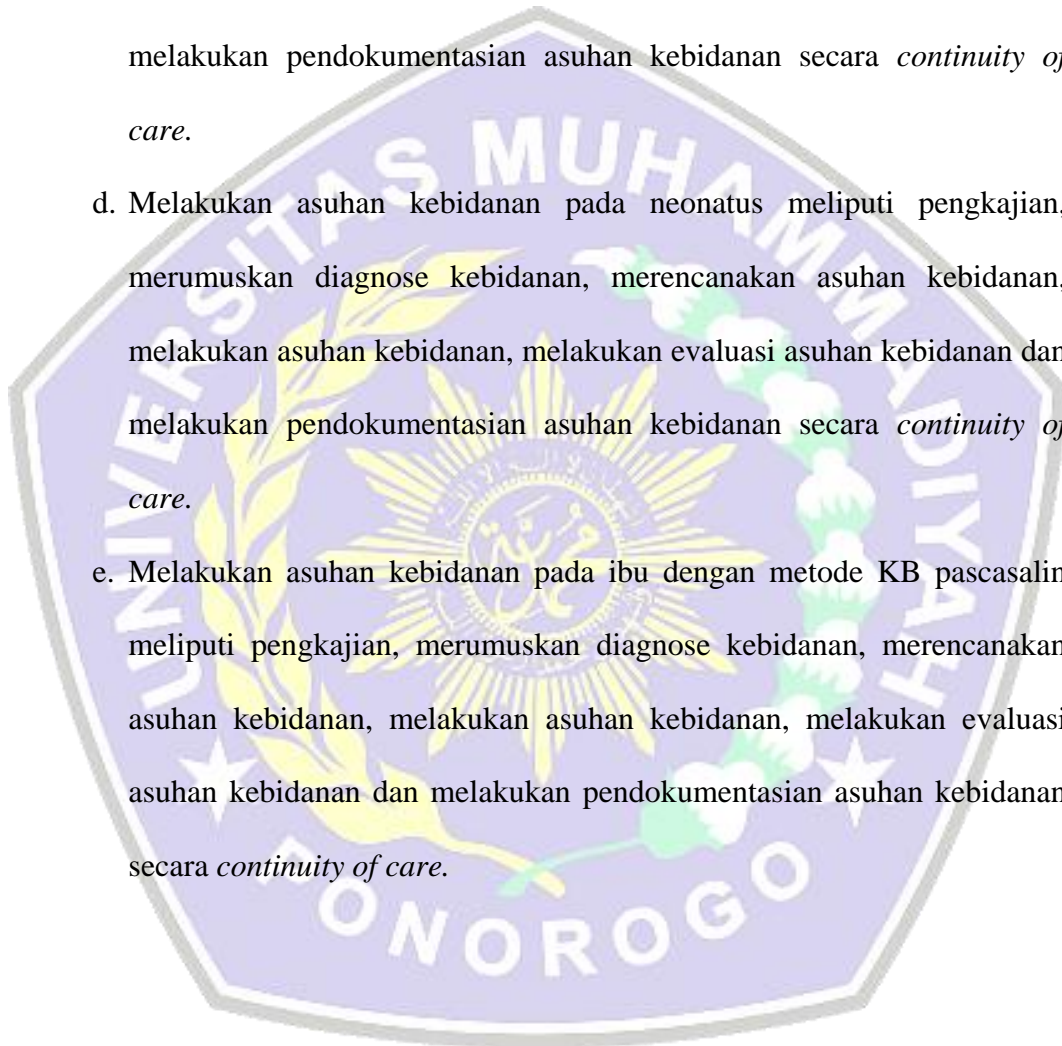 melakukan pendokumentasian asuhan kebidanan secara continuity of
care.
d. Melakukan asuhan kebidanan pada neonatus meliputi pengkajian,
merumuskan diagnose kebidanan, merencanakan asuhan kebidanan,
melakukan asuhan kebidanan, melakukan evaluasi asuhan kebidanan dan
melakukan pendokumentasian asuhan kebidanan secara continuity of
care.
e. Melakukan asuhan kebidanan pada ibu dengan metode KB pascasalin
meliputi pengkajian, merumuskan diagnose kebidanan, merencanakan
asuhan kebidanan, melakukan asuhan kebidanan, melakukan evaluasi
asuhan kebidanan dan melakukan pendokumentasian asuhan kebidanan
secara continuity of care.
UNIVERSITAS MUHAMMADIYAH
PONOROGO